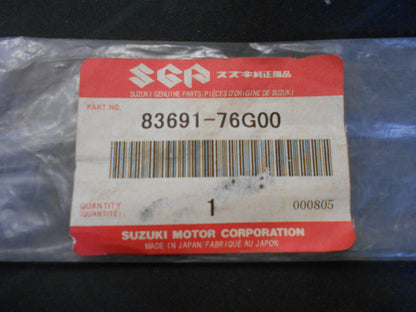 SGP スズキ純正部品
SUZUKI GENUINE PARTS/PIÈCES D'ORIGINE DE SUZUKI
PART NO.
83691-76G00
QUANTITY
(QUANTITÉ)
1
000805
SUZUKI MOTOR CORPORATION
MADE IN JAPAN/FABRIQUÉ AU JAPON